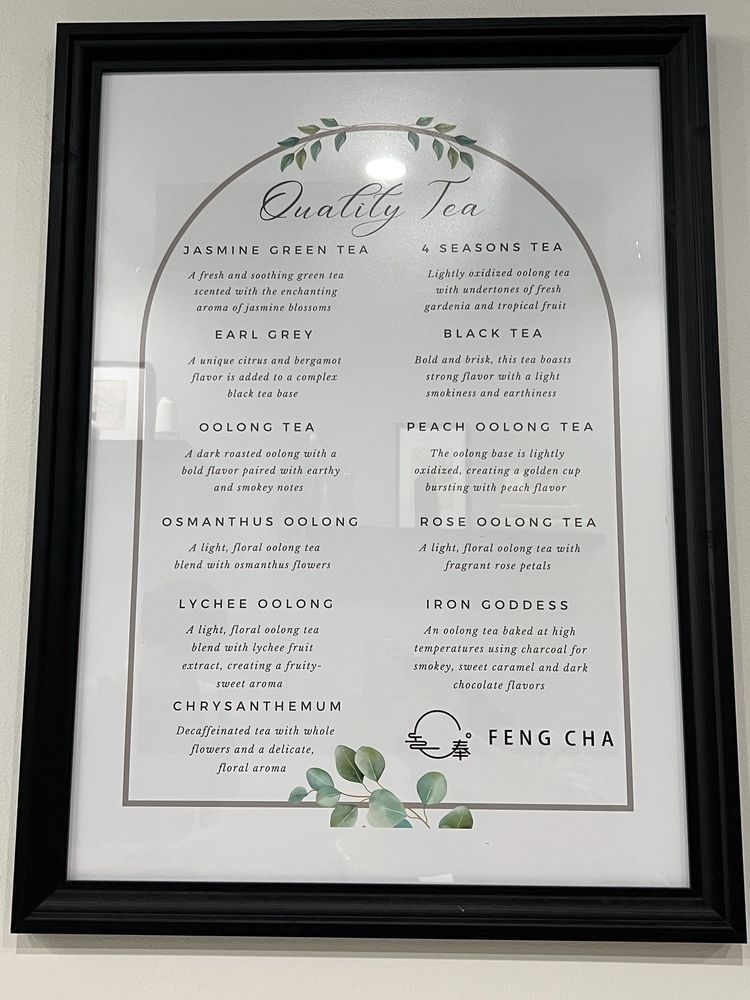 Quality Tea
JASMINE GREEN TEA
A fresh and soothing green tea
scented with the enchanting
aroma of jasmine blossoms
EARL GREY
A unique citrus and bergamot
flavor is added to a complex
black tea base
OOLONG TEA
A dark roasted oolong with a
bold flavor paired with earthy
and smokey notes
OSMANTHUS OOLONG
A light, floral oolong tea
blend with osmanthus flowers
LYCHEE OOLONG
A light, floral oolong tea
blend with lychee fruit
extract, creating a fruity-
sweet aroma
CHRYSANTHEMUM
Decaffeinated tea with whole
flowers and a delicate,
floral aroma
4 SEASONS TEA
Lightly oxidized oolong tea
with undertones of fresh
gardenia and tropical fruit
BLACK TEA
Bold and brisk, this tea boasts
strong flavor with a light
smokiness and earthiness
PEACH OOLONG TEA
The oolong base is lightly
oxidized, creating a golden cup
bursting with peach flavor
ROSE OOLONG TEA
A light, floral oolong tea with
fragrant rose petals
IRON GODDESS
An oolong tea baked at high
temperatures using charcoal for
smokey, sweet caramel and dark
chocolate flavors
奉 FENG CHA